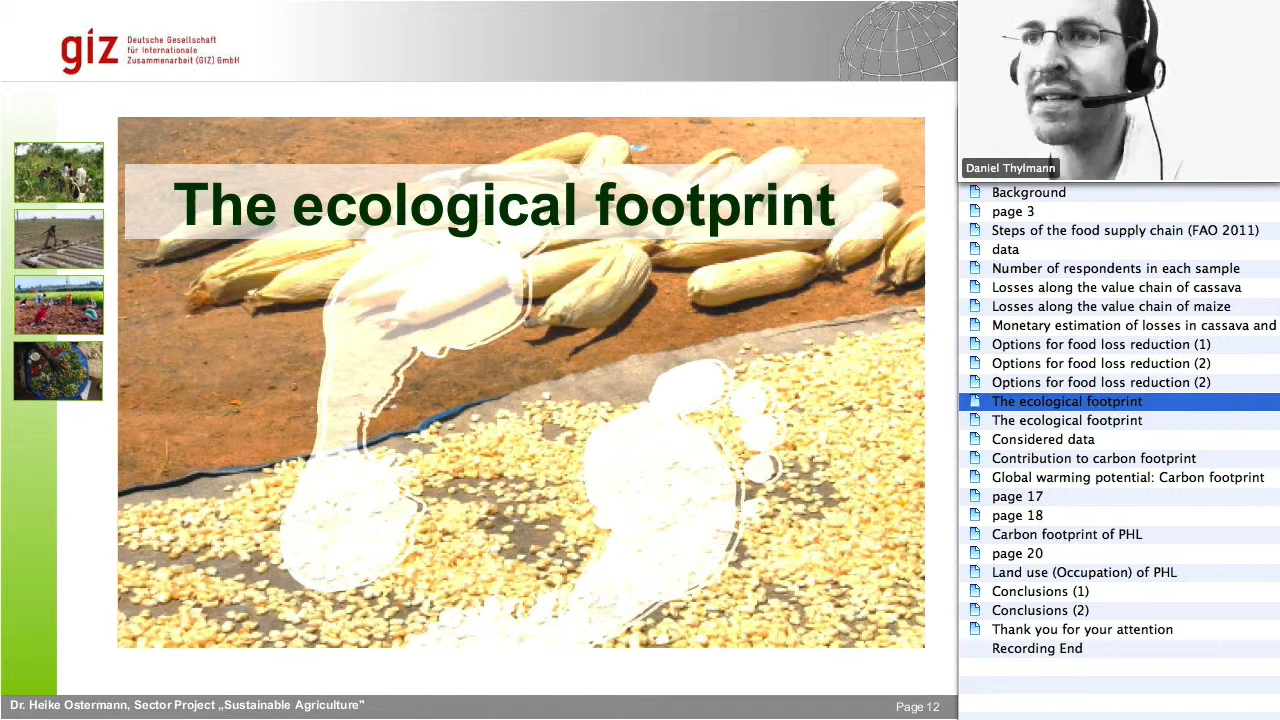 giz
Deutsche Gesellschaft
für Internationale
Zusammenarbeit (GIZ) GmbH
The ecological footprint
Dr. Heike Ostermann, Sector Project „Sustainable Agriculture"
Page 12
Daniel Thylmann
Background
page 3
Steps of the food supply chain (FAO 2011)
data
Number of respondents in each sample
Losses along the value chain of cassava
Losses along the value chain of maize
Monetary estimation of losses in cassava and
Options for food loss reduction (1)
Options for food loss reduction (2)
Options for food loss reduction (2)
The ecological footprint
The ecological footprint
Considered data
Contribution to carbon footprint
Global warming potential: Carbon footprint
page 17
page 18
Carbon footprint of PHL
page 20
Land use (Occupation) of PHL
Conclusions (1)
Conclusions (2)
Thank you for your attention
Recording End